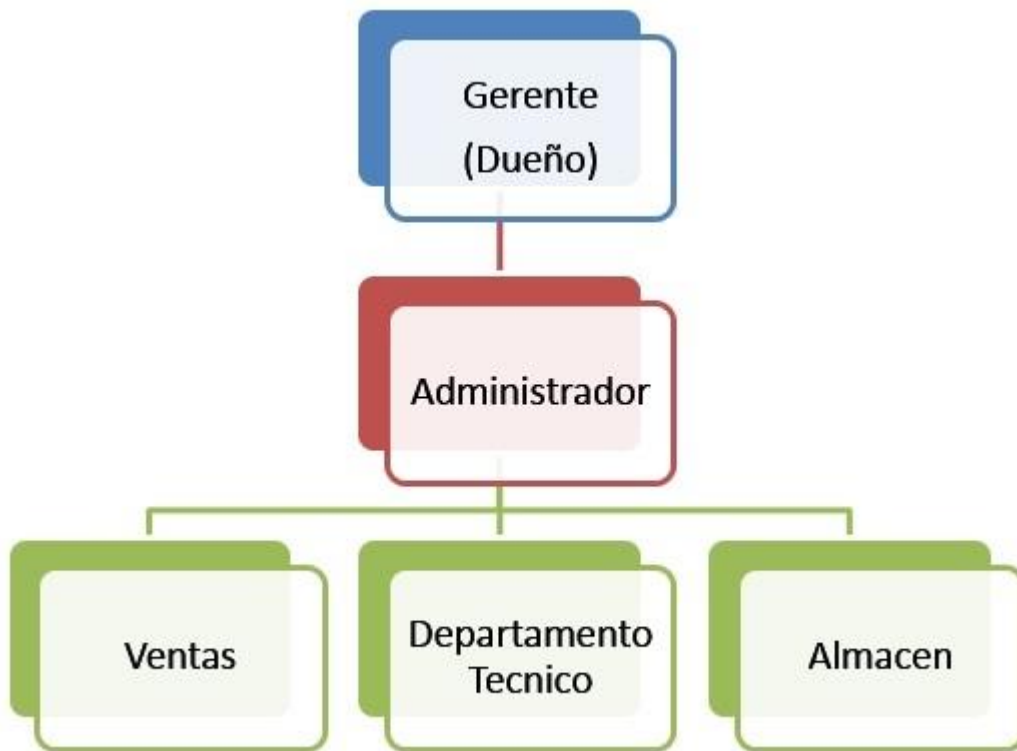 Gerente
(Dueño)
Administrador
Ventas
Departamento
Tecnico
Almacen